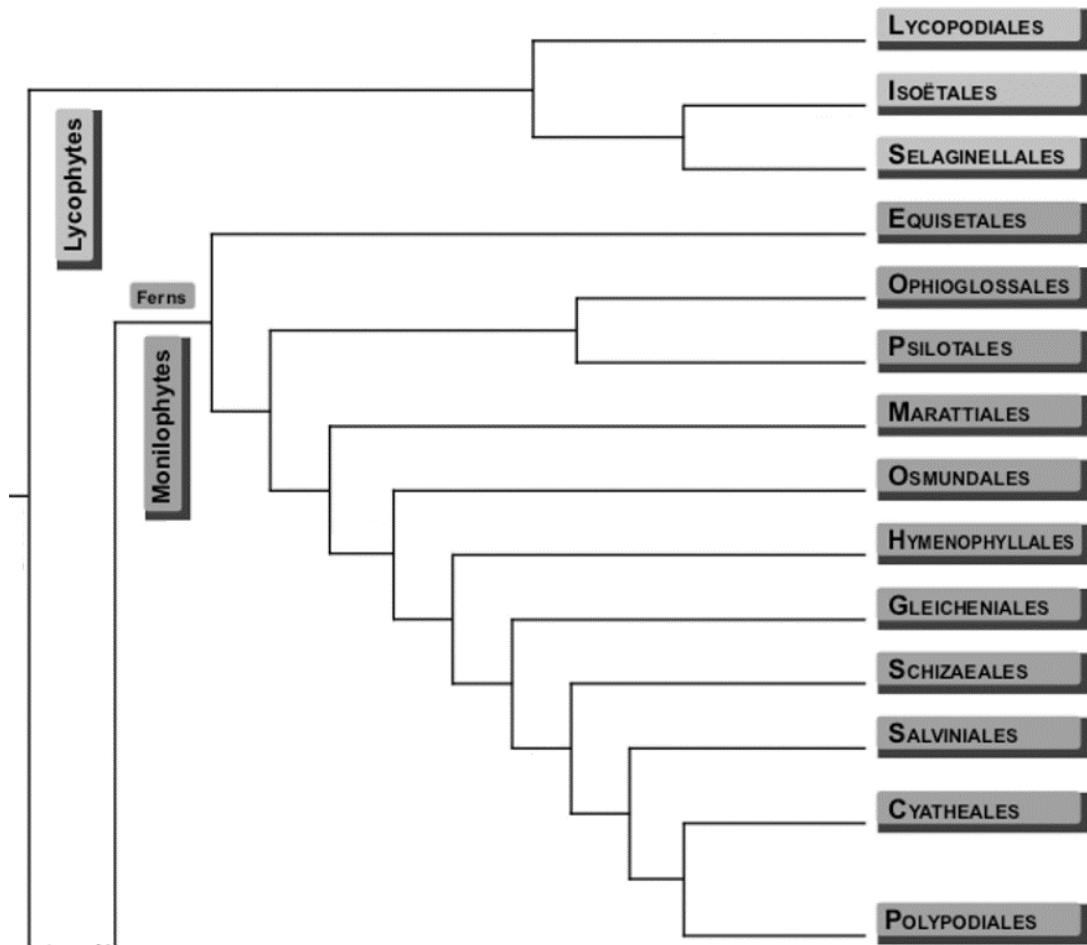 LYCOPODIALES
ISOËTALES
Lycophytes
SELAGINELLALES
EQUISETALES
Ferns
OPHIOGLOSSALES
Monilophytes
PSILOTALES
MARATTIALES
OSMUNDALES
HYMENOPHYLLALES
GLEICHENIALES
SCHIZAEALES
SALVINIALES
CYATHEALES
POLYPODIALES